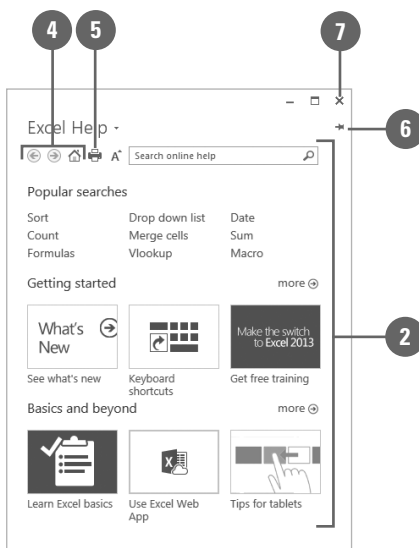 4
5
7
6
Excel Help
A
Search online help
Popular searches
Sort Drop down list Date
Count Merge cells Sum
Formulas Vlookup Macro
Getting started more
What's New
Make the switch to Excel 2013
See what's new Keyboard shortcuts Get free training
2
Basics and beyond more
Learn Excel basics Use Excel Web App Tips for tablets